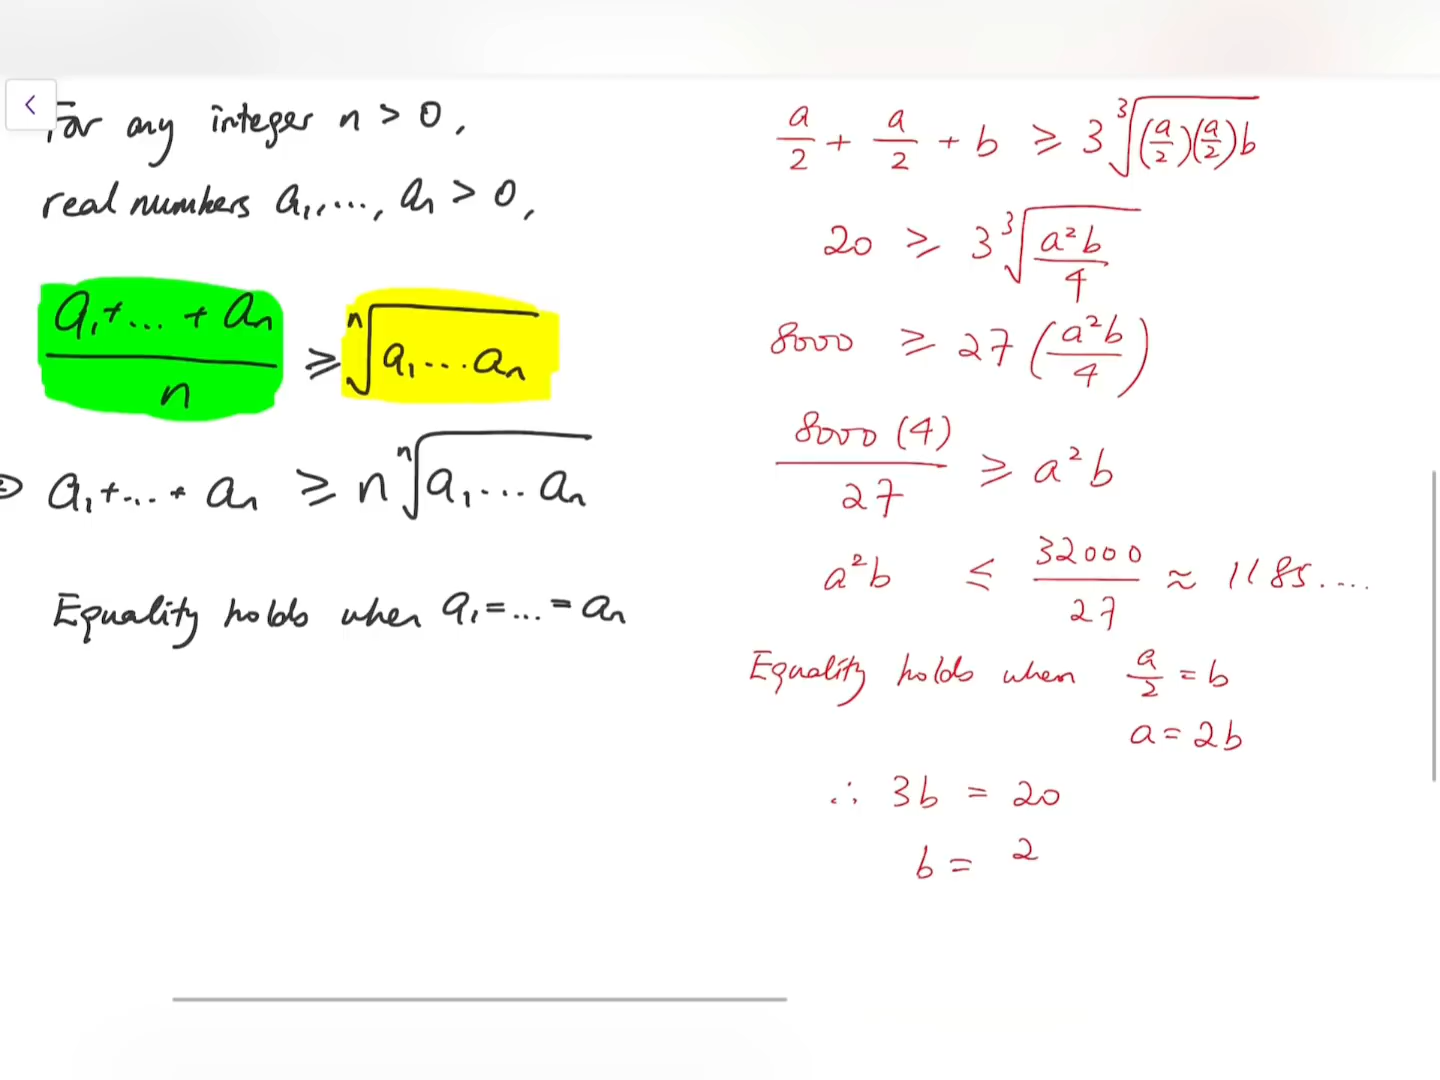 For any integer n > 0,
real numbers a₁,..., aₙ > 0,
(a₁+...+aₙ)/n ≥ ⁿ√(a₁...aₙ)
a₁+...+aₙ ≥ n ⁿ√(a₁...aₙ)
Equality holds when a₁=...=aₙ
a/2 + a/2 + b ≥ 3 ³√((a/2)(a/2)b)
20 ≥ 3 ³√(a²b/4)
8000 ≥ 27 (a²b/4)
8000(4)/27 ≥ a²b
a²b ≤ 32000/27 ≈ 1185....
Equality holds when a/2 = b
a = 2b
∴ 3b = 20
b = 2